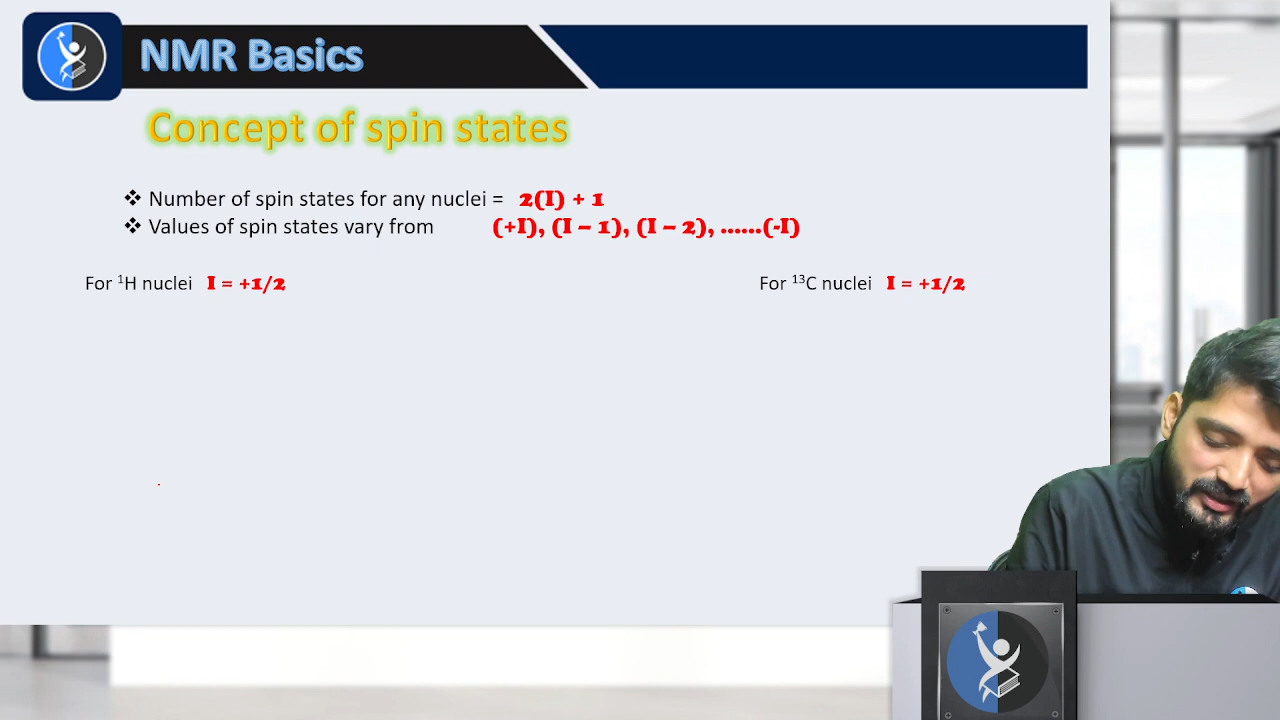 NMR Basics
Concept of spin states
❖ Number of spin states for any nuclei = 2(I) + 1
❖ Values of spin states vary from (+I), (I – 1), (I – 2), ......(-I)
For ¹H nuclei I = +1/2
For ¹³C nuclei I = +1/2